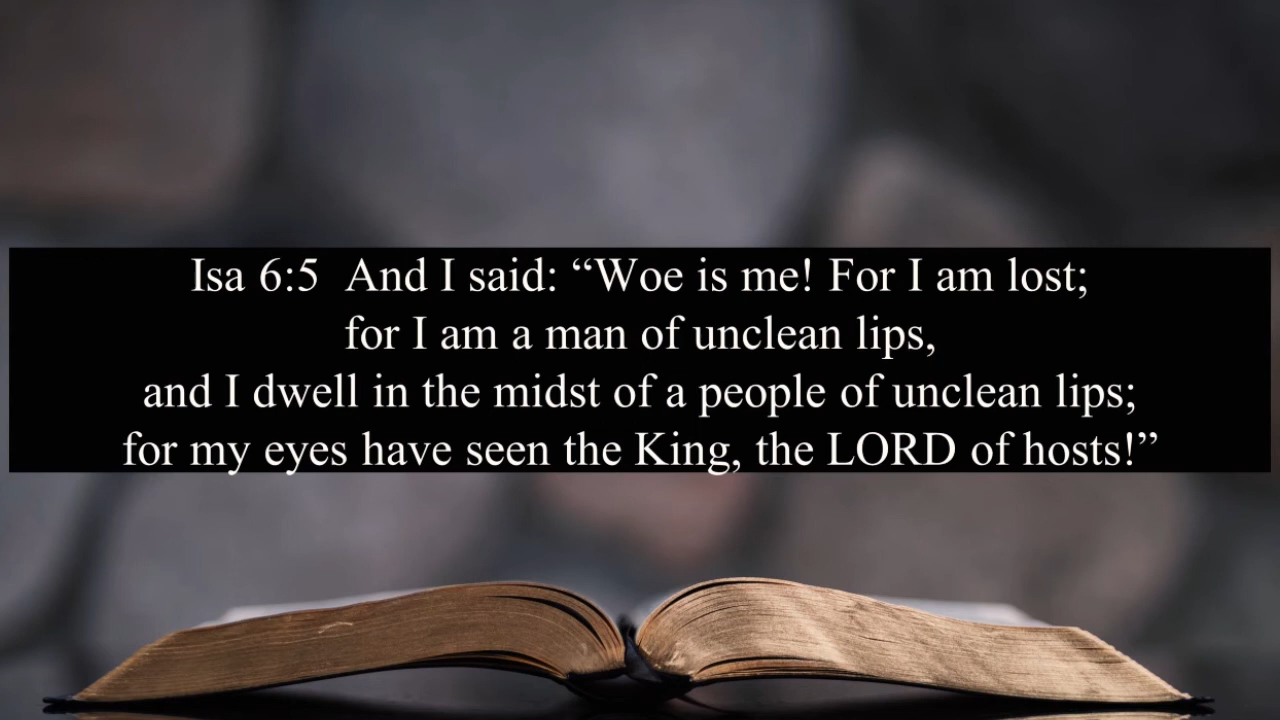 Isa 6:5  And I said: “Woe is me! For I am lost;
for I am a man of unclean lips,
and I dwell in the midst of a people of unclean lips;
for my eyes have seen the King, the LORD of hosts!”